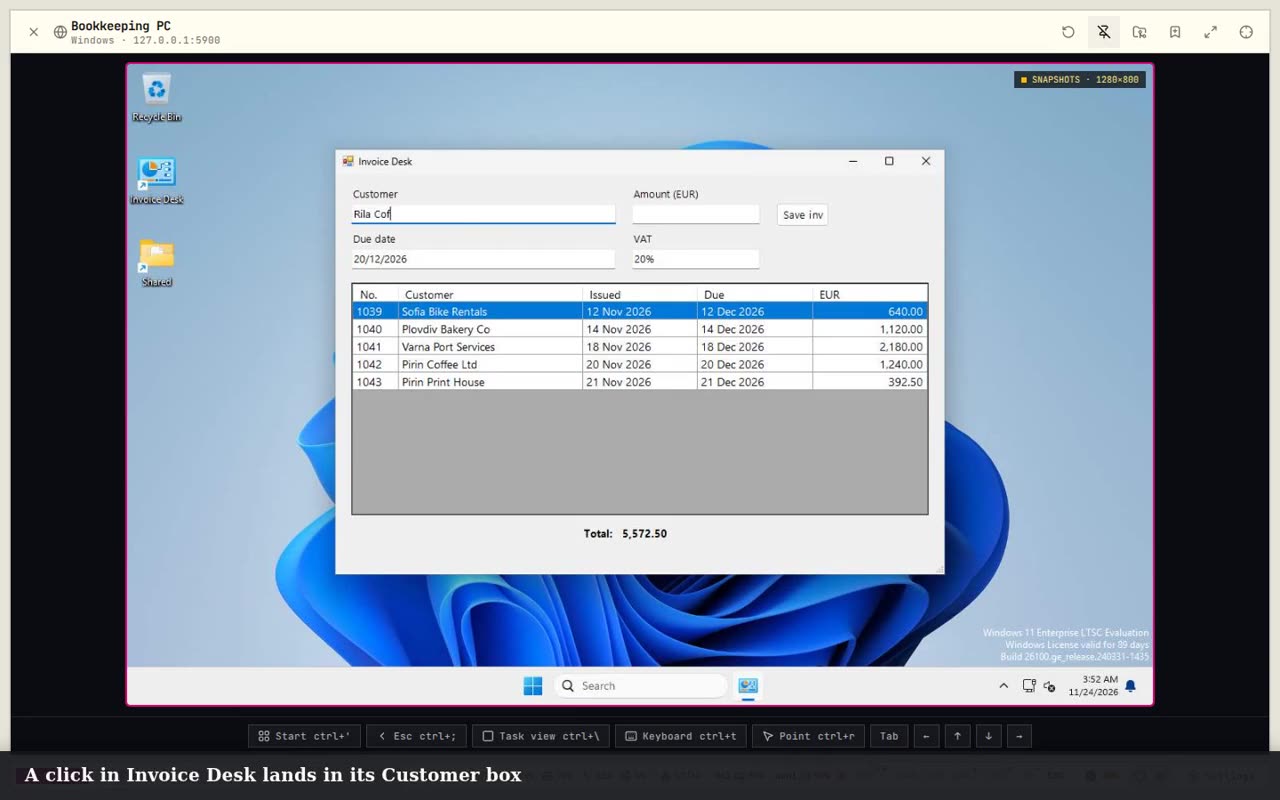 Bookkeeping PC
Windows · 127.0.0.1:5900
SNAPSHOTS · 1280×800
Recycle Bin
Invoice Desk
Shared
Invoice Desk
Customer
Amount (EUR)
Rila Cof
Save inv
Due date
VAT
20/12/2026
20%
No. Customer Issued Due EUR
1039 Sofia Bike Rentals 12 Nov 2026 12 Dec 2026 640.00
1040 Plovdiv Bakery Co 14 Nov 2026 14 Dec 2026 1,120.00
1041 Varna Port Services 18 Nov 2026 18 Dec 2026 2,180.00
1042 Pirin Coffee Ltd 20 Nov 2026 20 Dec 2026 1,240.00
1043 Pirin Print House 21 Nov 2026 21 Dec 2026 392.50
Total: 5,572.50
Windows 11 Enterprise LTSC Evaluation
Windows License valid for 89 days
Build 26100.ge_release.240331-1435
Search
3:52 AM
11/24/2026
Start ctrl+' Esc ctrl+; Task view ctrl+\ Keyboard ctrl+t Point ctrl+r Tab ← ↑ ↓ →
A click in Invoice Desk lands in its Customer box